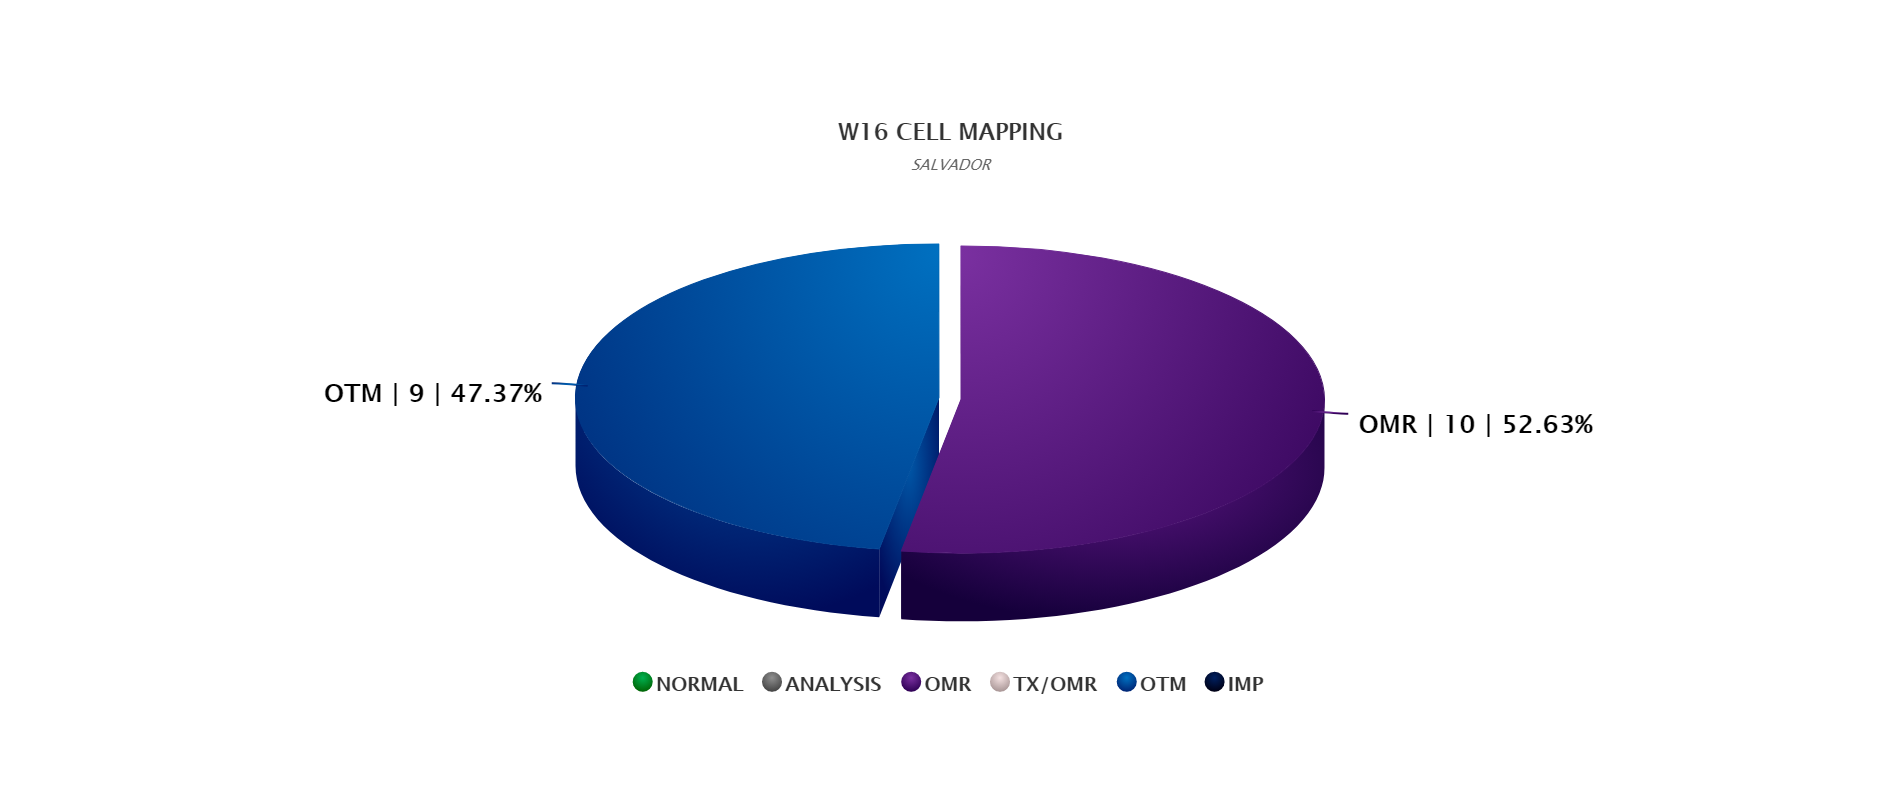 W16 CELL MAPPING
SALVADOR
OTM | 9 | 47.37%
OMR | 10 | 52.63%
NORMAL ANALYSIS OMR TX/OMR OTM IMP